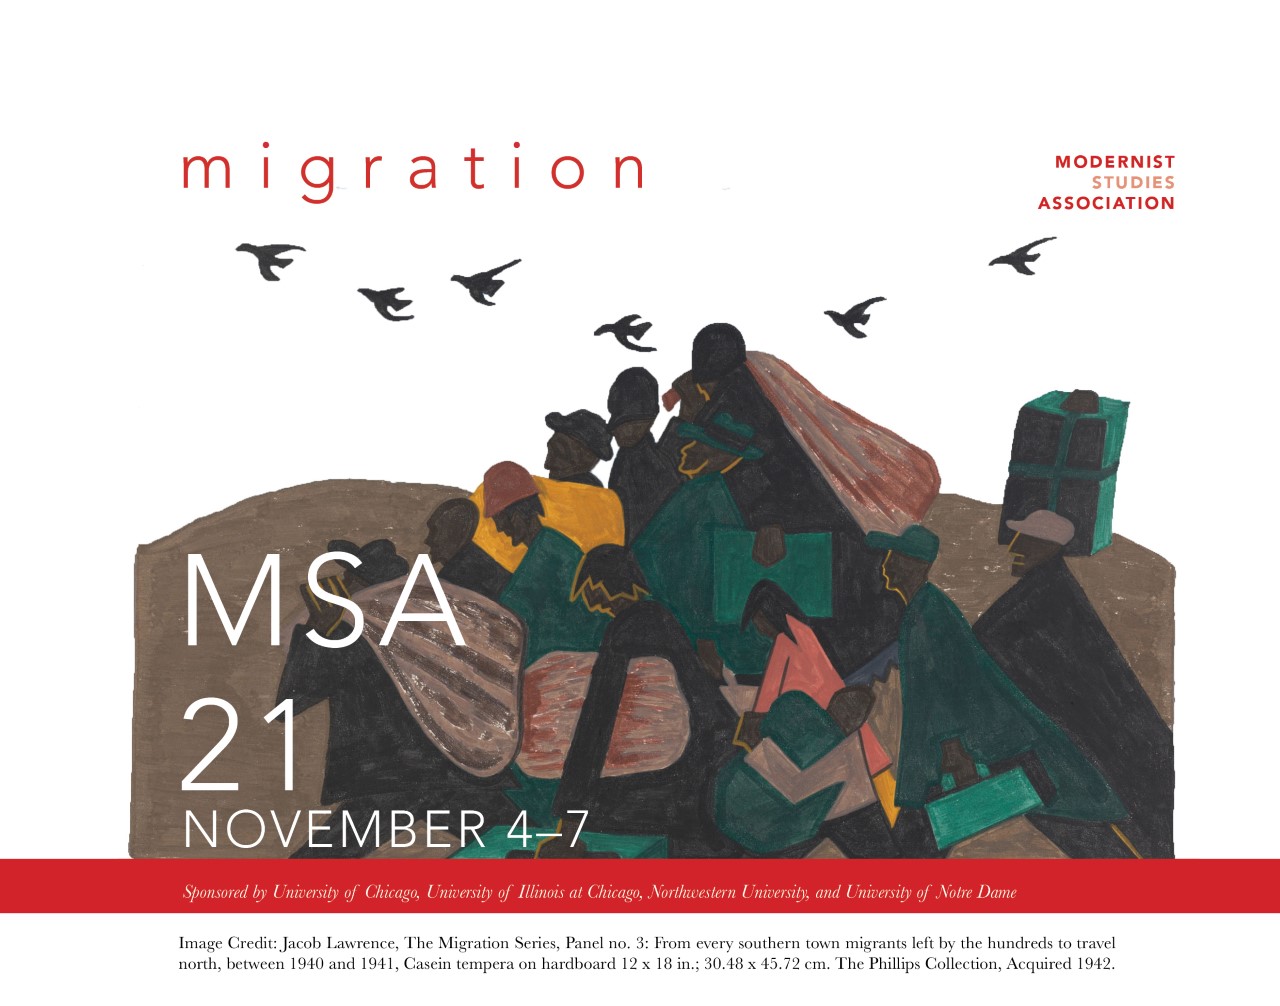 migration
MODERNIST
STUDIES
ASSOCIATION
MSA
21
NOVEMBER 4–7
Sponsored by University of Chicago, University of Illinois at Chicago, Northwestern University, and University of Notre Dame
Image Credit: Jacob Lawrence, The Migration Series, Panel no. 3: From every southern town migrants left by the hundreds to travel
north, between 1940 and 1941, Casein tempera on hardboard 12 x 18 in.; 30.48 x 45.72 cm. The Phillips Collection, Acquired 1942.